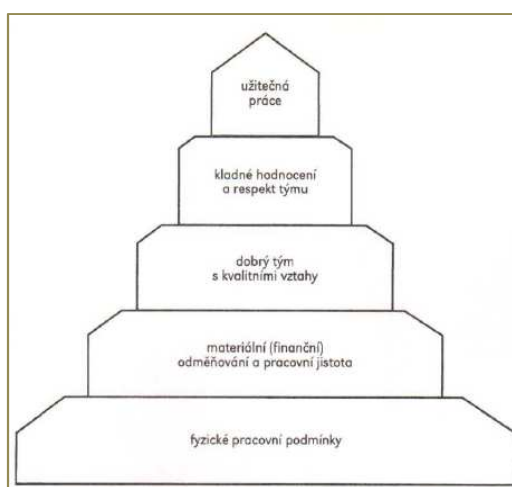 užitečná
práce
kladné hodnocení
a respekt týmu
dobrý tým
s kvalitními vztahy
materiální (finanční)
odměňování a pracovní jistota
fyzické pracovní podmínky